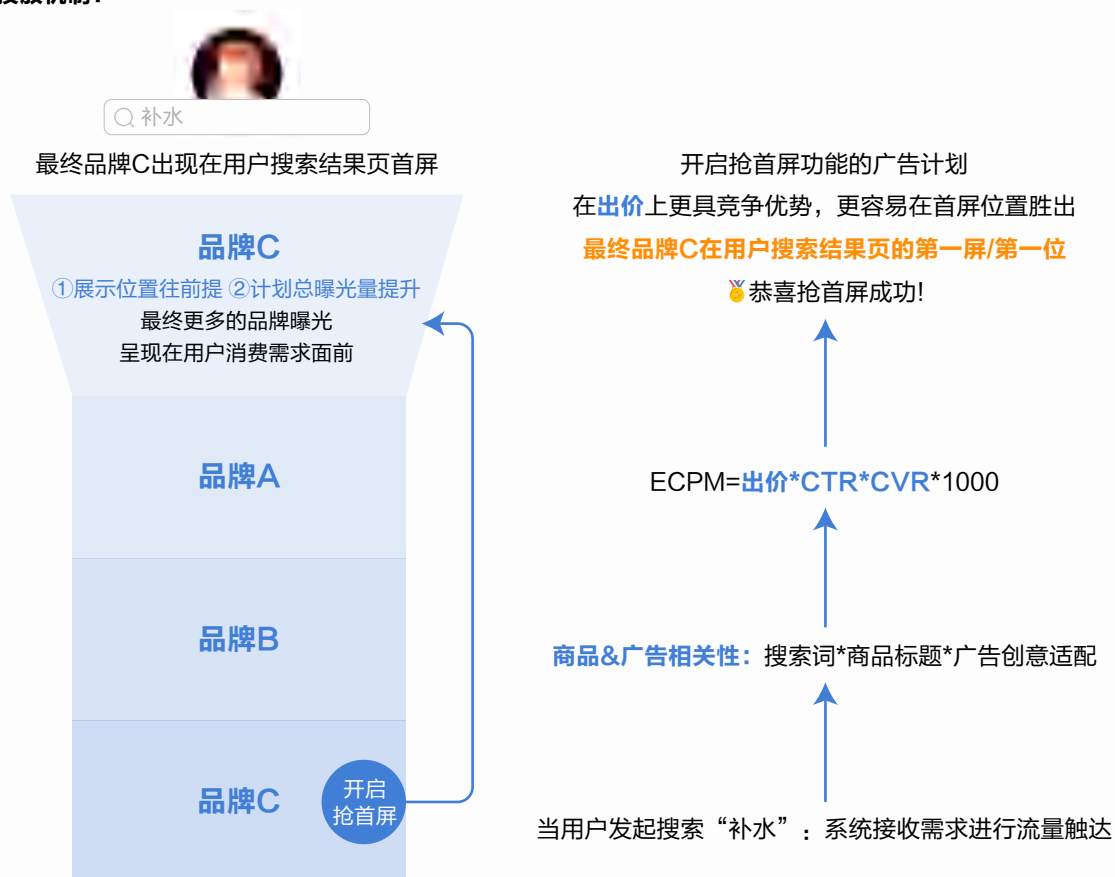 补水
最终品牌C出现在用户搜索结果页首屏
品牌C
①展示位置往前提 ②计划总曝光量提升
最终更多的品牌曝光
呈现在用户消费需求面前
品牌A
品牌B
品牌C
开启
抢首屏
开启抢首屏功能的广告计划
在出价上更具竞争优势，更容易在首屏位置胜出
最终品牌C在用户搜索结果页的第一屏/第一位
🏅恭喜抢首屏成功!
ECPM=出价*CTR*CVR*1000
商品&广告相关性：搜索词*商品标题*广告创意适配
当用户发起搜索“补水”：系统接收需求进行流量触达